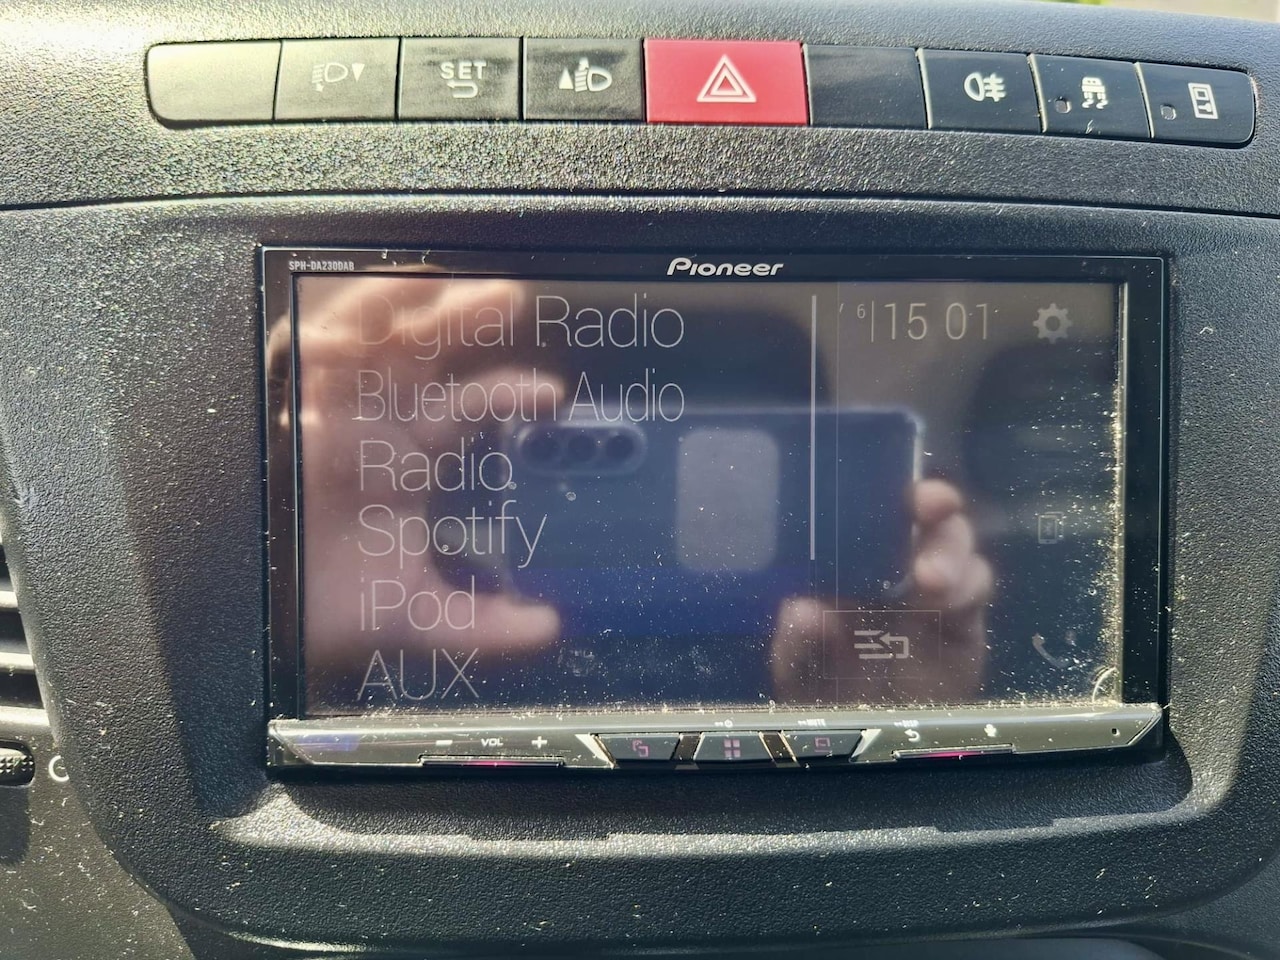 SET
SPH-DA230DAB
Pioneer
Digital Radio
15 01
Bluetooth Audio
Radio
Spotify
iPod
AUX
VOL